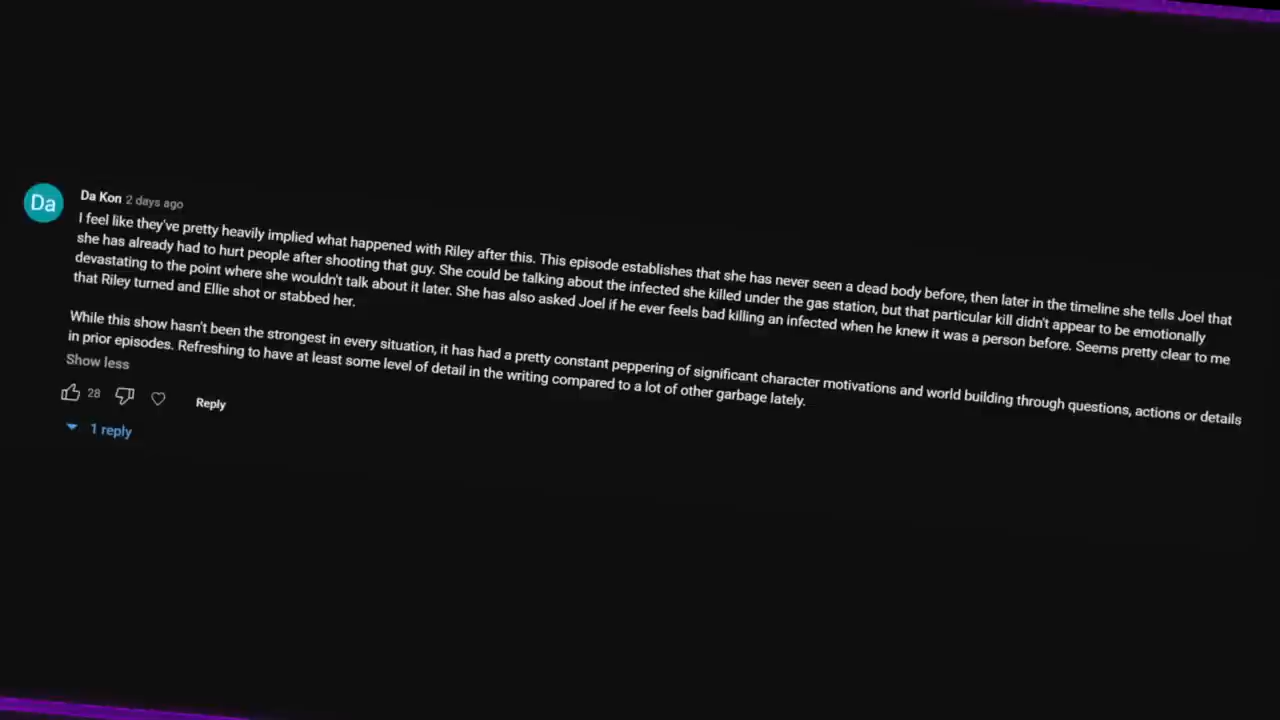 Da
Da Kon 2 days ago
I feel like they've pretty heavily implied what happened with Riley after this. This episode establishes that she has never seen a dead body before, then later in the timeline she tells Joel that
she has already had to hurt people after shooting that guy. She could be talking about the infected she killed under the gas station, but that particular kill didn't appear to be emotionally
devastating to the point where she wouldn't talk about it later. She has also asked Joel if he ever feels bad killing an infected when he knew it was a person before. Seems pretty clear to me
that Riley turned and Ellie shot or stabbed her.
While this show hasn't been the strongest in every situation, it has had a pretty constant peppering of significant character motivations and world building through questions, actions or details
in prior episodes. Refreshing to have at least some level of detail in the writing compared to a lot of other garbage lately.
Show less
28 Reply
1 reply